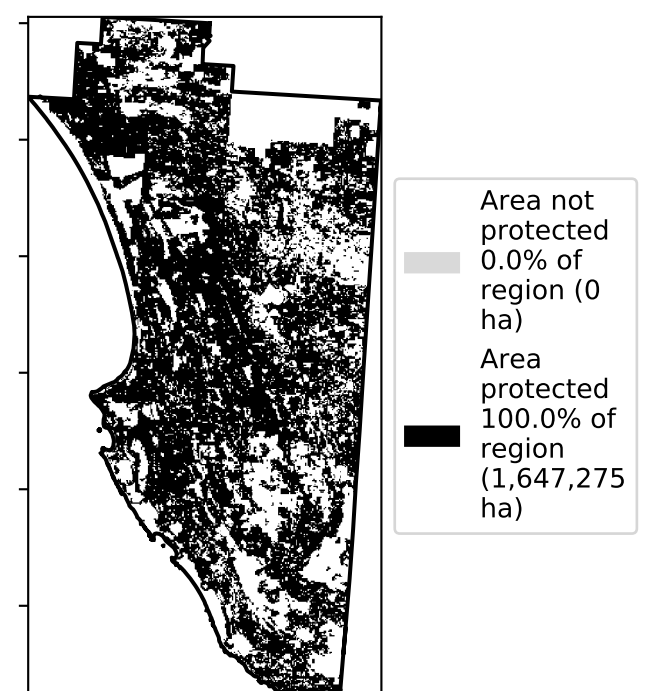 Area not
protected
0.0% of
region (0
ha)
Area
protected
100.0% of
region
(1,647,275
ha)